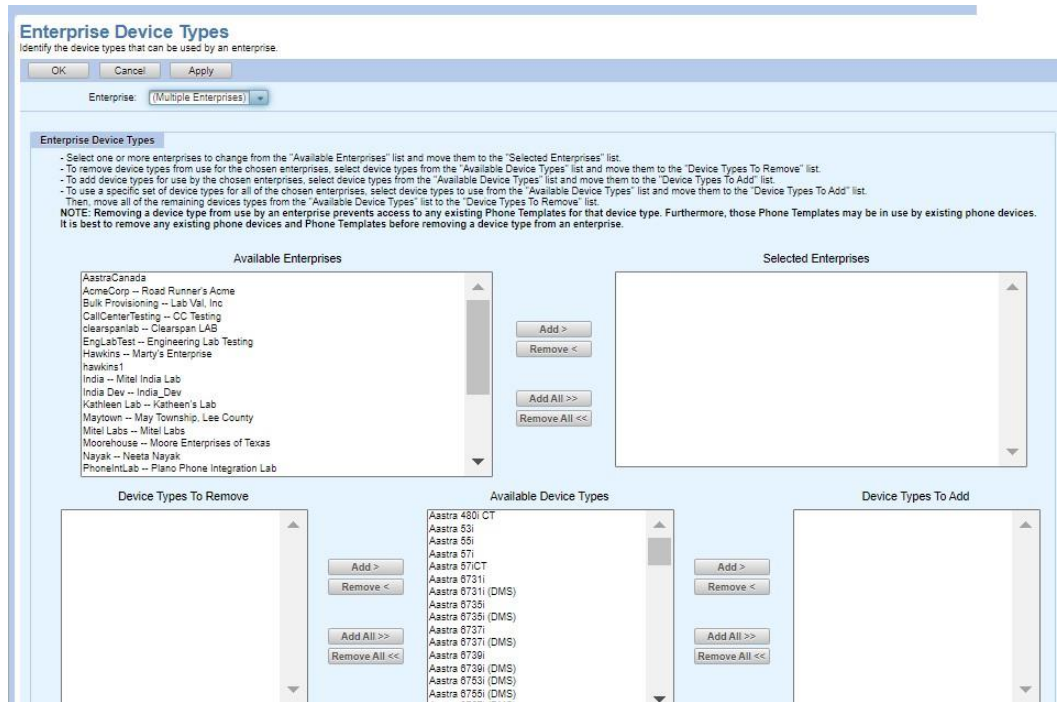 Enterprise Device Types
Identify the device types that can be used by an enterprise.
OK Cancel Apply
Enterprise: (Multiple Enterprises)
Enterprise Device Types
- Select one or more enterprises to change from the "Available Enterprises" list and move them to the "Selected Enterprises" list.
- To remove device types from use for the chosen enterprises, select device types from the "Available Device Types" list and move them to the "Device Types To Remove" list.
- To add device types for use by the chosen enterprises, select device types from the "Available Device Types" list and move them to the "Device Types To Add" list.
- To use a specific set of device types for all of the chosen enterprises, select device types to use from the "Available Device Types" list and move them to the "Device Types To Add" list.
Then, move all of the remaining devices types from the "Available Device Types" list to the "Device Types To Remove" list.
NOTE: Removing a device type from use by an enterprise prevents access to any existing Phone Templates for that device type. Furthermore, those Phone Templates may be in use by existing phone devices.
It is best to remove any existing phone devices and Phone Templates before removing a device type from an enterprise.
Available Enterprises
AastraCanada
AcmeCorp -- Road Runner's Acme
Bulk Provisioning -- Lab Val, Inc
CallCenterTesting -- CC Testing
clearspanlab -- Clearspan LAB
EngLabTest -- Engineering Lab Testing
Hawkins -- Marty's Enterprise
hawkins1
India -- Mitel India Lab
India Dev -- India_Dev
Kathleen Lab -- Katheen's Lab
Maytown -- May Township, Lee County
Mitel Labs -- Mitel Labs
Moorehouse -- Moore Enterprises of Texas
Nayak -- Neeta Nayak
PhoneIntLab -- Plano Phone Integration Lab
Add >
Remove <
Add All >>
Remove All <<
Selected Enterprises
Device Types To Remove
Add >
Remove <
Add All >>
Remove All <<
Available Device Types
Aastra 480i CT
Aastra 53i
Aastra 55i
Aastra 57i
Aastra 57iCT
Aastra 6731i
Aastra 6731i (DMS)
Aastra 6735i
Aastra 6735i (DMS)
Aastra 6737i
Aastra 6737i (DMS)
Aastra 6739i
Aastra 6739i (DMS)
Aastra 6753i (DMS)
Aastra 6755i (DMS)
Add >
Remove <
Add All >>
Remove All <<
Device Types To Add